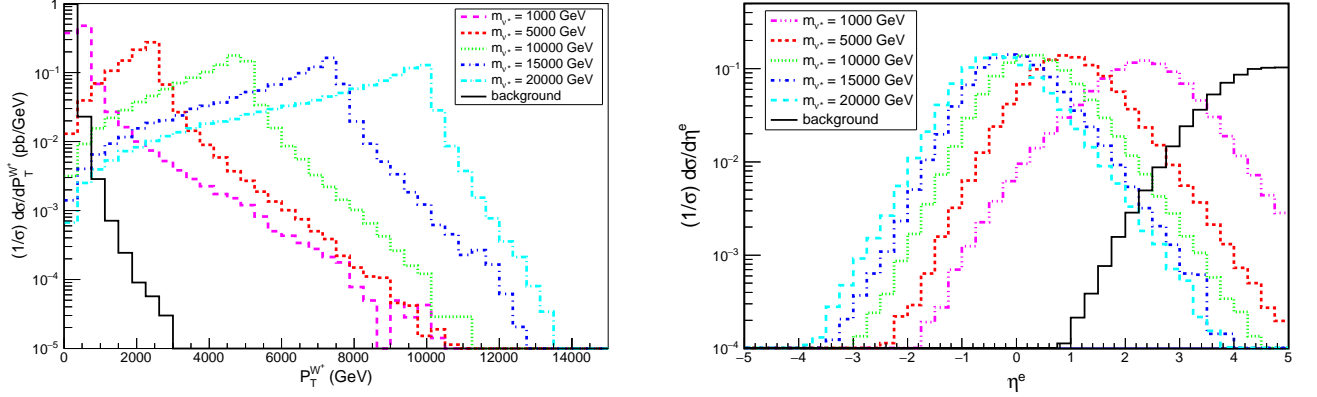 (1/σ) dσ/dP_T^{W^+} (pb/GeV)
1
10^{-1}
10^{-2}
10^{-3}
10^{-4}
10^{-5}
m_{ν*} = 1000 GeV
m_{ν*} = 5000 GeV
m_{ν*} = 10000 GeV
m_{ν*} = 15000 GeV
m_{ν*} = 20000 GeV
background
0 2000 4000 6000 8000 10000 12000 14000
P_T^{W^+} (GeV)
(1/σ) dσ/dη^e
10^{-1}
10^{-2}
10^{-3}
10^{-4}
m_{ν*} = 1000 GeV
m_{ν*} = 5000 GeV
m_{ν*} = 10000 GeV
m_{ν*} = 15000 GeV
m_{ν*} = 20000 GeV
background
−5 −4 −3 −2 −1 0 1 2 3 4 5
η^e